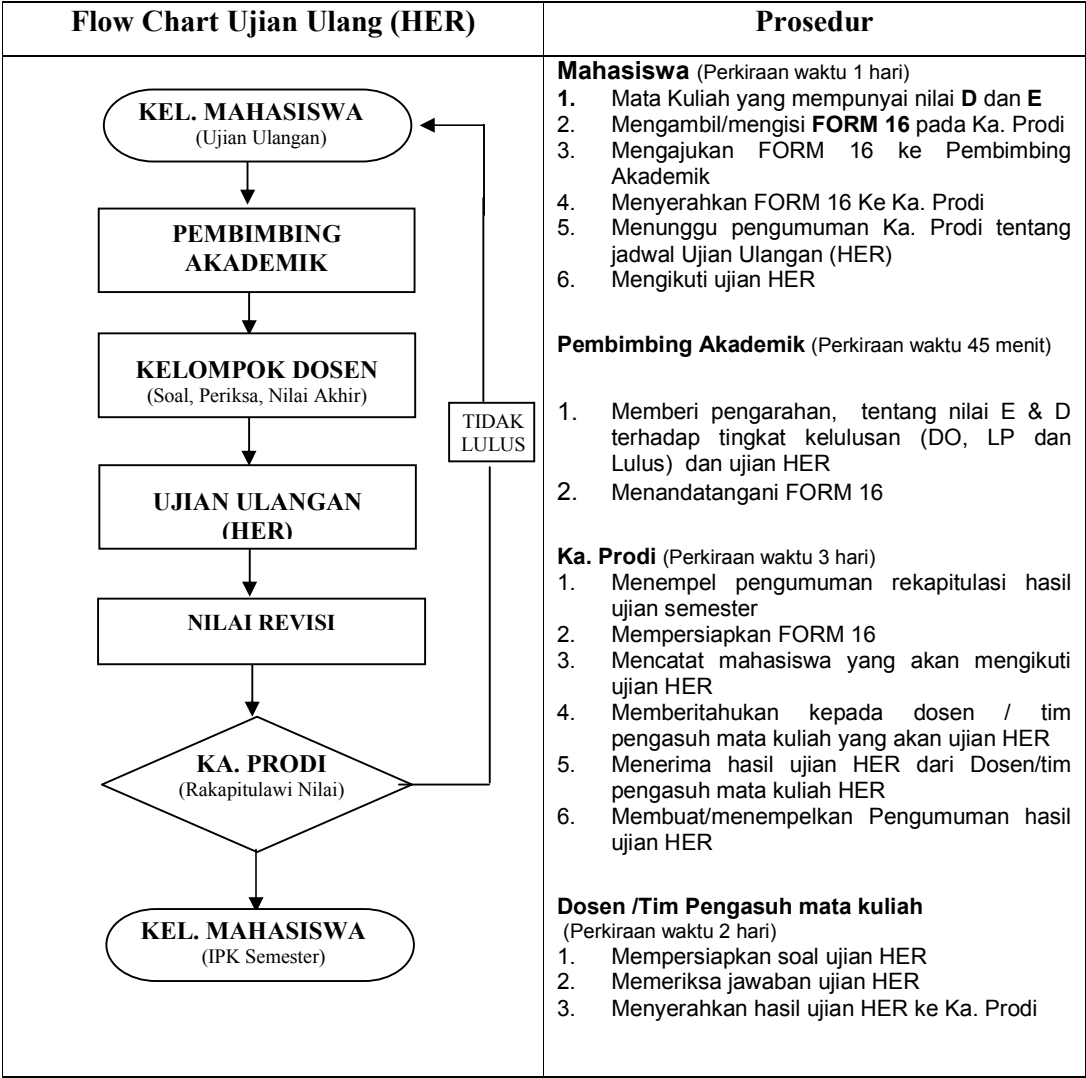 Flow Chart Ujian Ulang (HER)
Prosedur
KEL. MAHASISWA
(Ujian Ulangan)
PEMBIMBING
AKADEMIK
KELOMPOK DOSEN
(Soal, Periksa, Nilai Akhir)
TIDAK
LULUS
UJIAN ULANGAN
(HER)
NILAI REVISI
KA. PRODI
(Rakapitulawi Nilai)
KEL. MAHASISWA
(IPK Semester)
Mahasiswa (Perkiraan waktu 1 hari)
1. Mata Kuliah yang mempunyai nilai D dan E
2. Mengambil/mengisi FORM 16 pada Ka. Prodi
3. Mengajukan FORM 16 ke Pembimbing
Akademik
4. Menyerahkan FORM 16 Ke Ka. Prodi
5. Menunggu pengumuman Ka. Prodi tentang
jadwal Ujian Ulangan (HER)
6. Mengikuti ujian HER
Pembimbing Akademik (Perkiraan waktu 45 menit)
1. Memberi pengarahan, tentang nilai E & D
terhadap tingkat kelulusan (DO, LP dan
Lulus) dan ujian HER
2. Menandatangani FORM 16
Ka. Prodi (Perkiraan waktu 3 hari)
1. Menempel pengumuman rekapitulasi hasil
ujian semester
2. Mempersiapkan FORM 16
3. Mencatat mahasiswa yang akan mengikuti
ujian HER
4. Memberitahukan kepada dosen / tim
pengasuh mata kuliah yang akan ujian HER
5. Menerima hasil ujian HER dari Dosen/tim
pengasuh mata kuliah HER
6. Membuat/menempelkan Pengumuman hasil
ujian HER
Dosen /Tim Pengasuh mata kuliah
(Perkiraan waktu 2 hari)
1. Mempersiapkan soal ujian HER
2. Memeriksa jawaban ujian HER
3. Menyerahkan hasil ujian HER ke Ka. Prodi